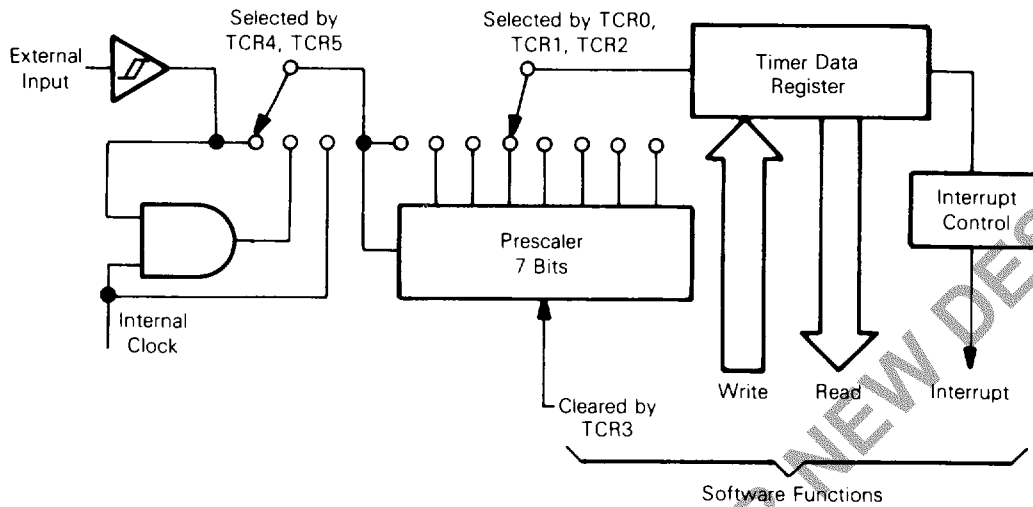 External
Input
Selected by
TCR4, TCR5
Selected by TCR0,
TCR1, TCR2
Timer Data
Register
Prescaler
7 Bits
Interrupt
Control
Internal
Clock
Cleared by
TCR3
Write
Read
Interrupt
Software Functions
NEW